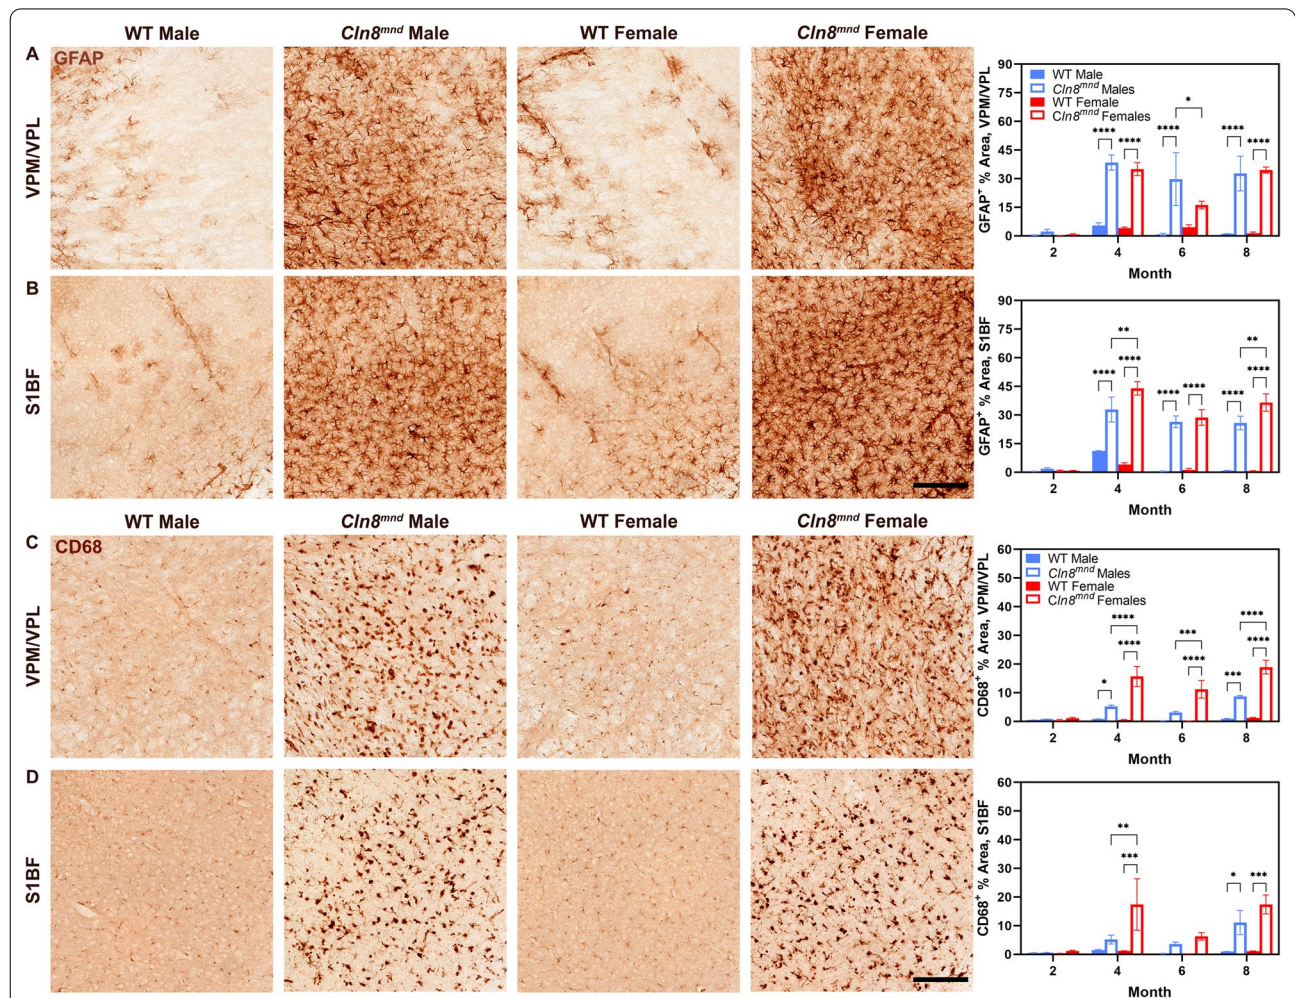 WT Male Cln8mnd Male WT Female Cln8mnd Female
A
GFAP
VPM/VPL
GFAP+ % Area, VPM/VPL
90
75
60
45
30
15
0
WT Male
Cln8mnd Males
WT Female
Cln8mnd Females
**** **** **** * **** ****
2 4 6 8
Month
B
S1BF
GFAP+ % Area, S1BF
90
75
60
45
30
15
0
** **
**** **** **** **** **** ****
2 4 6 8
Month
WT Male Cln8mnd Male WT Female Cln8mnd Female
C
CD68
VPM/VPL
CD68+ % Area, VPM/VPL
60
50
40
30
20
10
0
WT Male
Cln8mnd Males
WT Female
Cln8mnd Females
**** *** ****
* **** **** *** ****
2 4 6 8
Month
D
S1BF
CD68+ % Area, S1BF
60
50
40
30
20
10
0
**
*** * ***
2 4 6 8
Month